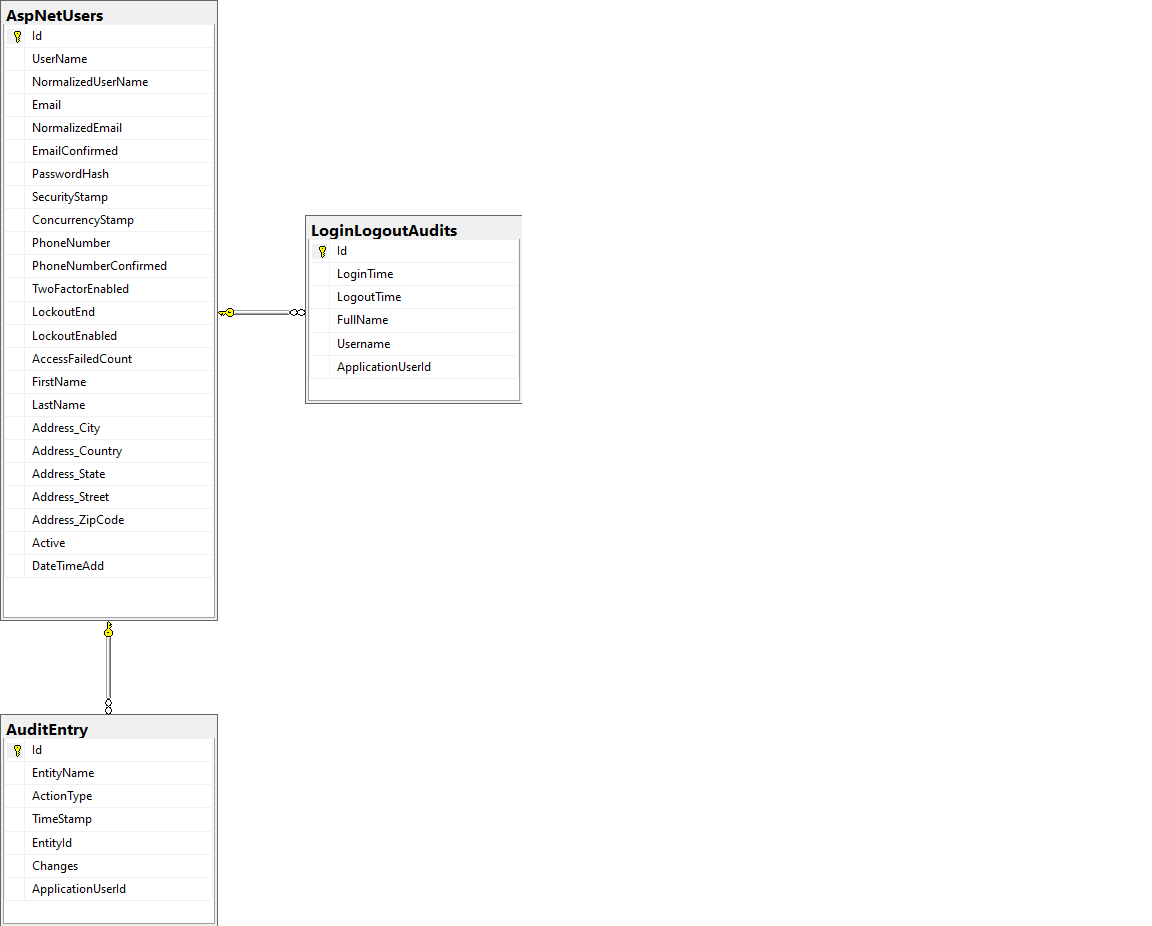 AspNetUsers
Id
UserName
NormalizedUserName
Email
NormalizedEmail
EmailConfirmed
PasswordHash
SecurityStamp
ConcurrencyStamp
PhoneNumber
PhoneNumberConfirmed
TwoFactorEnabled
LockoutEnd
LockoutEnabled
AccessFailedCount
FirstName
LastName
Address_City
Address_Country
Address_State
Address_Street
Address_ZipCode
Active
DateTimeAdd
LoginLogoutAudits
Id
LoginTime
LogoutTime
FullName
Username
ApplicationUserId
AuditEntry
Id
EntityName
ActionType
TimeStamp
EntityId
Changes
ApplicationUserId